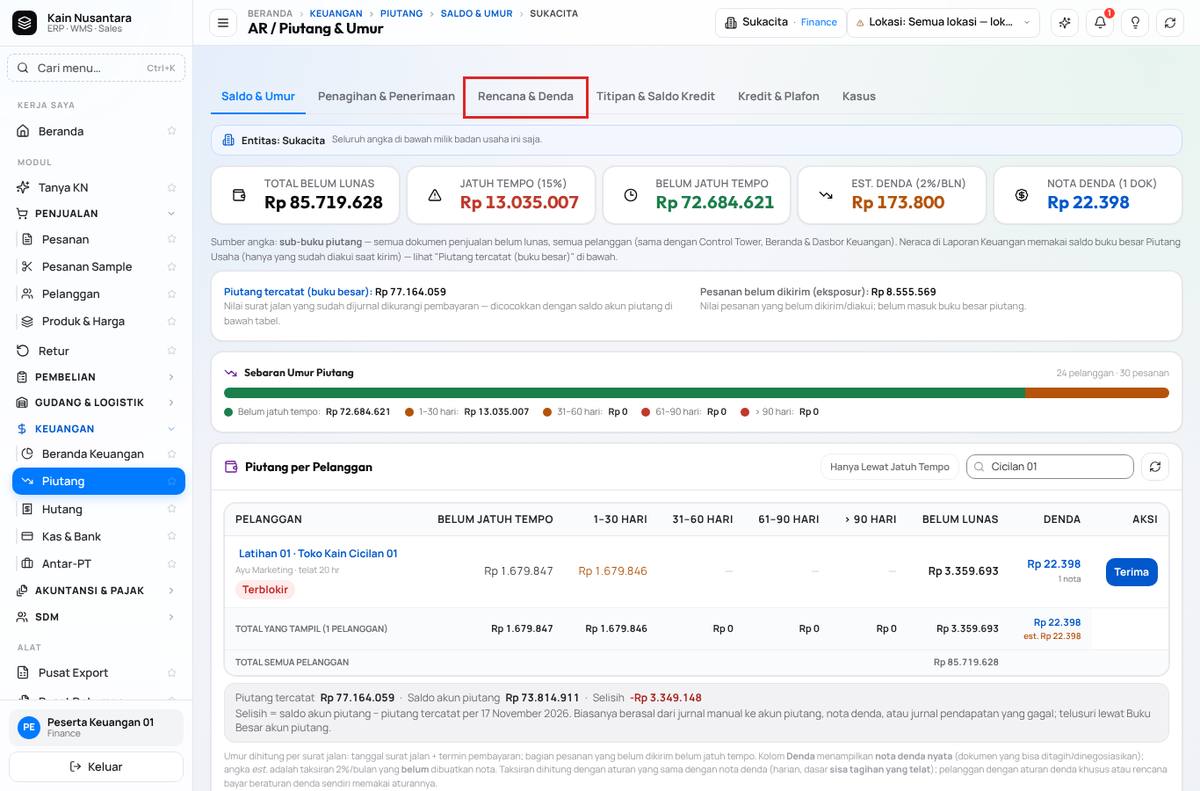 Kain Nusantara
ERP · WMS · Sales
Cari menu...
Ctrl+K
KERJA SAYA
Beranda
MODUL
Tanya KN
PENJUALAN
Pesanan
Pesanan Sample
Pelanggan
Produk & Harga
Retur
PEMBELIAN
GUDANG & LOGISTIK
KEUANGAN
Beranda Keuangan
Piutang
Hutang
Kas & Bank
Antar-PT
AKUNTANSI & PAJAK
SDM
ALAT
Pusat Export
PE
Peserta Keuangan 01
Finance
Keluar
BERANDA › KEUANGAN › PIUTANG › SALDO & UMUR › SUKACITA
AR / Piutang & Umur
Sukacita · Finance
Lokasi: Semua lokasi — lok...
1
Saldo & Umur
Penagihan & Penerimaan
Rencana & Denda
Titipan & Saldo Kredit
Kredit & Plafon
Kasus
Entitas: Sukacita Seluruh angka di bawah milik badan usaha ini saja.
TOTAL BELUM LUNAS
Rp 85.719.628
JATUH TEMPO (15%)
Rp 13.035.007
BELUM JATUH TEMPO
Rp 72.684.621
EST. DENDA (2%/BLN)
Rp 173.800
NOTA DENDA (1 DOK)
Rp 22.398
Sumber angka: sub-buku piutang — semua dokumen penjualan belum lunas, semua pelanggan (sama dengan Control Tower, Beranda & Dasbor Keuangan). Neraca di Laporan Keuangan memakai saldo buku besar Piutang
Usaha (hanya yang sudah diakui saat kirim) — lihat "Piutang tercatat (buku besar)" di bawah.
Piutang tercatat (buku besar): Rp 77.164.059
Nilai surat jalan yang sudah dijurnal dikurangi pembayaran — dicocokkan dengan saldo akun piutang di
bawah tabel.
Pesanan belum dikirim (eksposur): Rp 8.555.569
Nilai pesanan yang belum dikirim/diakui; belum masuk buku besar piutang.
Sebaran Umur Piutang
24 pelanggan · 30 pesanan
Belum jatuh tempo: Rp 72.684.621
1–30 hari: Rp 13.035.007
31–60 hari: Rp 0
61–90 hari: Rp 0
> 90 hari: Rp 0
Piutang per Pelanggan
Hanya Lewat Jatuh Tempo
Cicilan 01
PELANGGAN BELUM JATUH TEMPO 1–30 HARI 31–60 HARI 61–90 HARI > 90 HARI BELUM LUNAS DENDA AKSI
Latihan 01 · Toko Kain Cicilan 01
Ayu Marketing · telat 20 hr
Terblokir
Rp 1.679.847 Rp 1.679.846 — — — Rp 3.359.693 Rp 22.398
1 nota
Terima
TOTAL YANG TAMPIL (1 PELANGGAN) Rp 1.679.847 Rp 1.679.846 Rp 0 Rp 0 Rp 0 Rp 3.359.693 Rp 22.398
est. Rp 22.398
TOTAL SEMUA PELANGGAN Rp 85.719.628
Piutang tercatat Rp 77.164.059 · Saldo akun piutang Rp 73.814.911 · Selisih -Rp 3.349.148
Selisih = saldo akun piutang − piutang tercatat per 17 November 2026. Biasanya berasal dari jurnal manual ke akun piutang, nota denda, atau jurnal pendapatan yang gagal; telusuri lewat Buku
Besar akun piutang.
Umur dihitung per surat jalan: tanggal surat jalan + termin pembayaran; bagian pesanan yang belum dikirim belum jatuh tempo. Kolom Denda menampilkan nota denda nyata (dokumen yang bisa ditagih/dinegosiasikan);
angka est. adalah taksiran 2%/bulan yang belum dibuatkan nota. Taksiran dihitung dengan aturan yang sama dengan nota denda (harian, dasar sisa tagihan yang telat); pelanggan dengan aturan denda khusus atau rencana
bayar beraturan denda sendiri memakai aturannya.